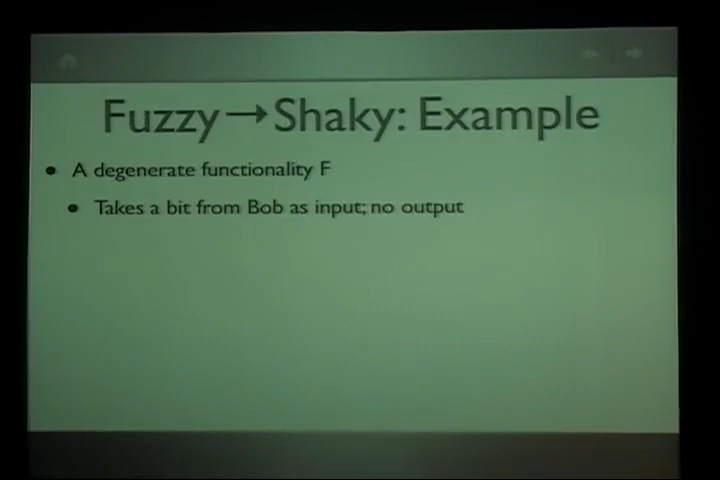 Fuzzy→Shaky: Example
• A degenerate functionality F
• Takes a bit from Bob as input; no output